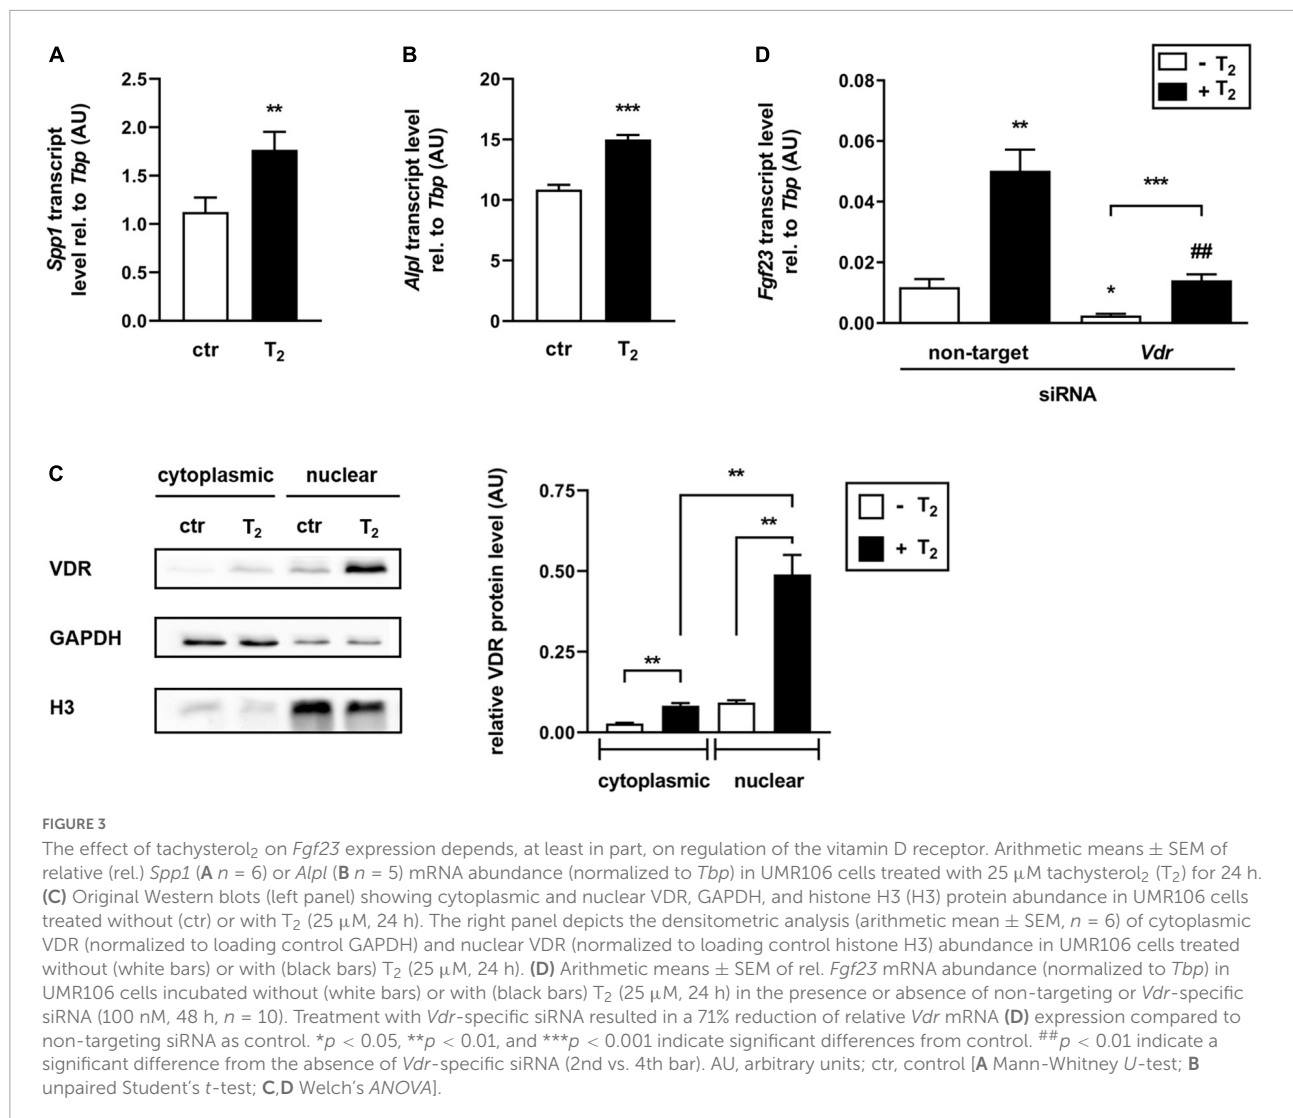 A
Spp1 transcript
level rel. to Tbp (AU)
2.5
2.0
1.5
1.0
0.5
0.0
**
ctr
T₂
B
Alpl transcript level
rel. to Tbp (AU)
20
15
10
5
0
***
ctr
T₂
D
- T₂
+ T₂
Fgf23 transcript level
rel. to Tbp (AU)
0.08
0.06
0.04
0.02
0.00
**
***
*
##
non-target
Vdr
siRNA
C
cytoplasmic
nuclear
ctr
T₂
ctr
T₂
VDR
GAPDH
H3
relative VDR protein level (AU)
0.75
0.50
0.25
0.00
**
**
**
cytoplasmic
nuclear
- T₂
+ T₂
FIGURE 3
The effect of tachysterol₂ on Fgf23 expression depends, at least in part, on regulation of the vitamin D receptor. Arithmetic means ± SEM of
relative (rel.) Spp1 (A n = 6) or Alpl (B n = 5) mRNA abundance (normalized to Tbp) in UMR106 cells treated with 25 μM tachysterol₂ (T₂) for 24 h.
(C) Original Western blots (left panel) showing cytoplasmic and nuclear VDR, GAPDH, and histone H3 (H3) protein abundance in UMR106 cells
treated without (ctr) or with T₂ (25 μM, 24 h). The right panel depicts the densitometric analysis (arithmetic mean ± SEM, n = 6) of cytoplasmic
VDR (normalized to loading control GAPDH) and nuclear VDR (normalized to loading control histone H3) abundance in UMR106 cells treated
without (white bars) or with (black bars) T₂ (25 μM, 24 h). (D) Arithmetic means ± SEM of rel. Fgf23 mRNA abundance (normalized to Tbp) in
UMR106 cells incubated without (white bars) or with (black bars) T₂ (25 μM, 24 h) in the presence or absence of non-targeting or Vdr-specific
siRNA (100 nM, 48 h, n = 10). Treatment with Vdr-specific siRNA resulted in a 71% reduction of relative Vdr mRNA (D) expression compared to
non-targeting siRNA as control. *p < 0.05, **p < 0.01, and ***p < 0.001 indicate significant differences from control. ##p < 0.01 indicate a
significant difference from the absence of Vdr-specific siRNA (2nd vs. 4th bar). AU, arbitrary units; ctr, control [A Mann-Whitney U-test; B
unpaired Student's t-test; C,D Welch's ANOVA].